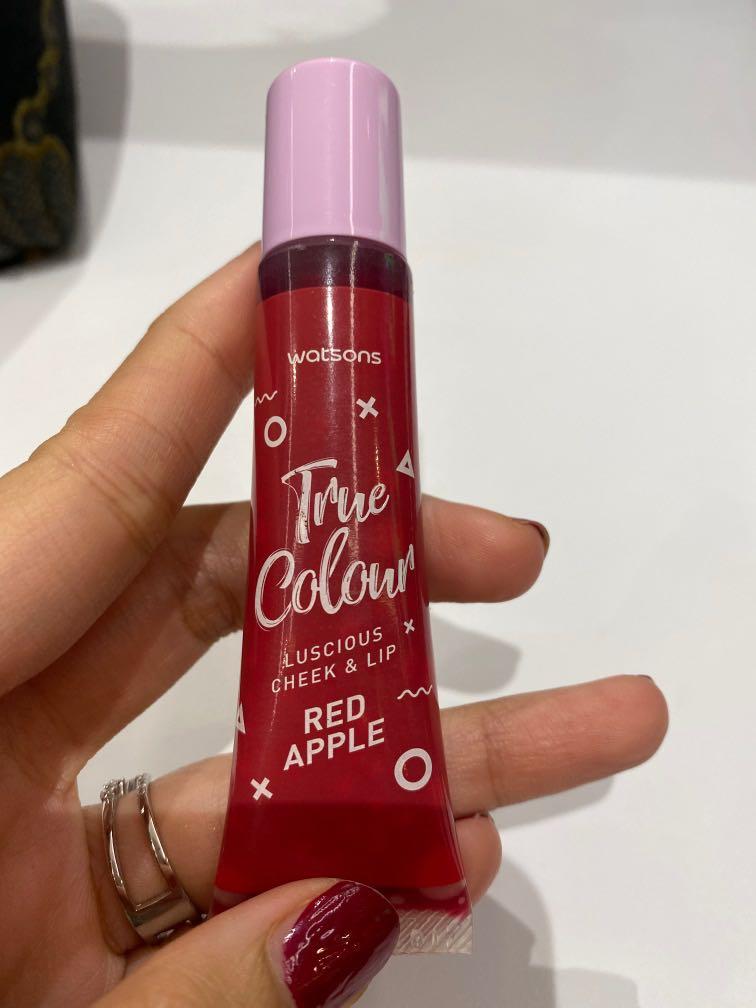 watsons
True
Colour
LUSCIOUS
CHEEK & LIP
RED
APPLE